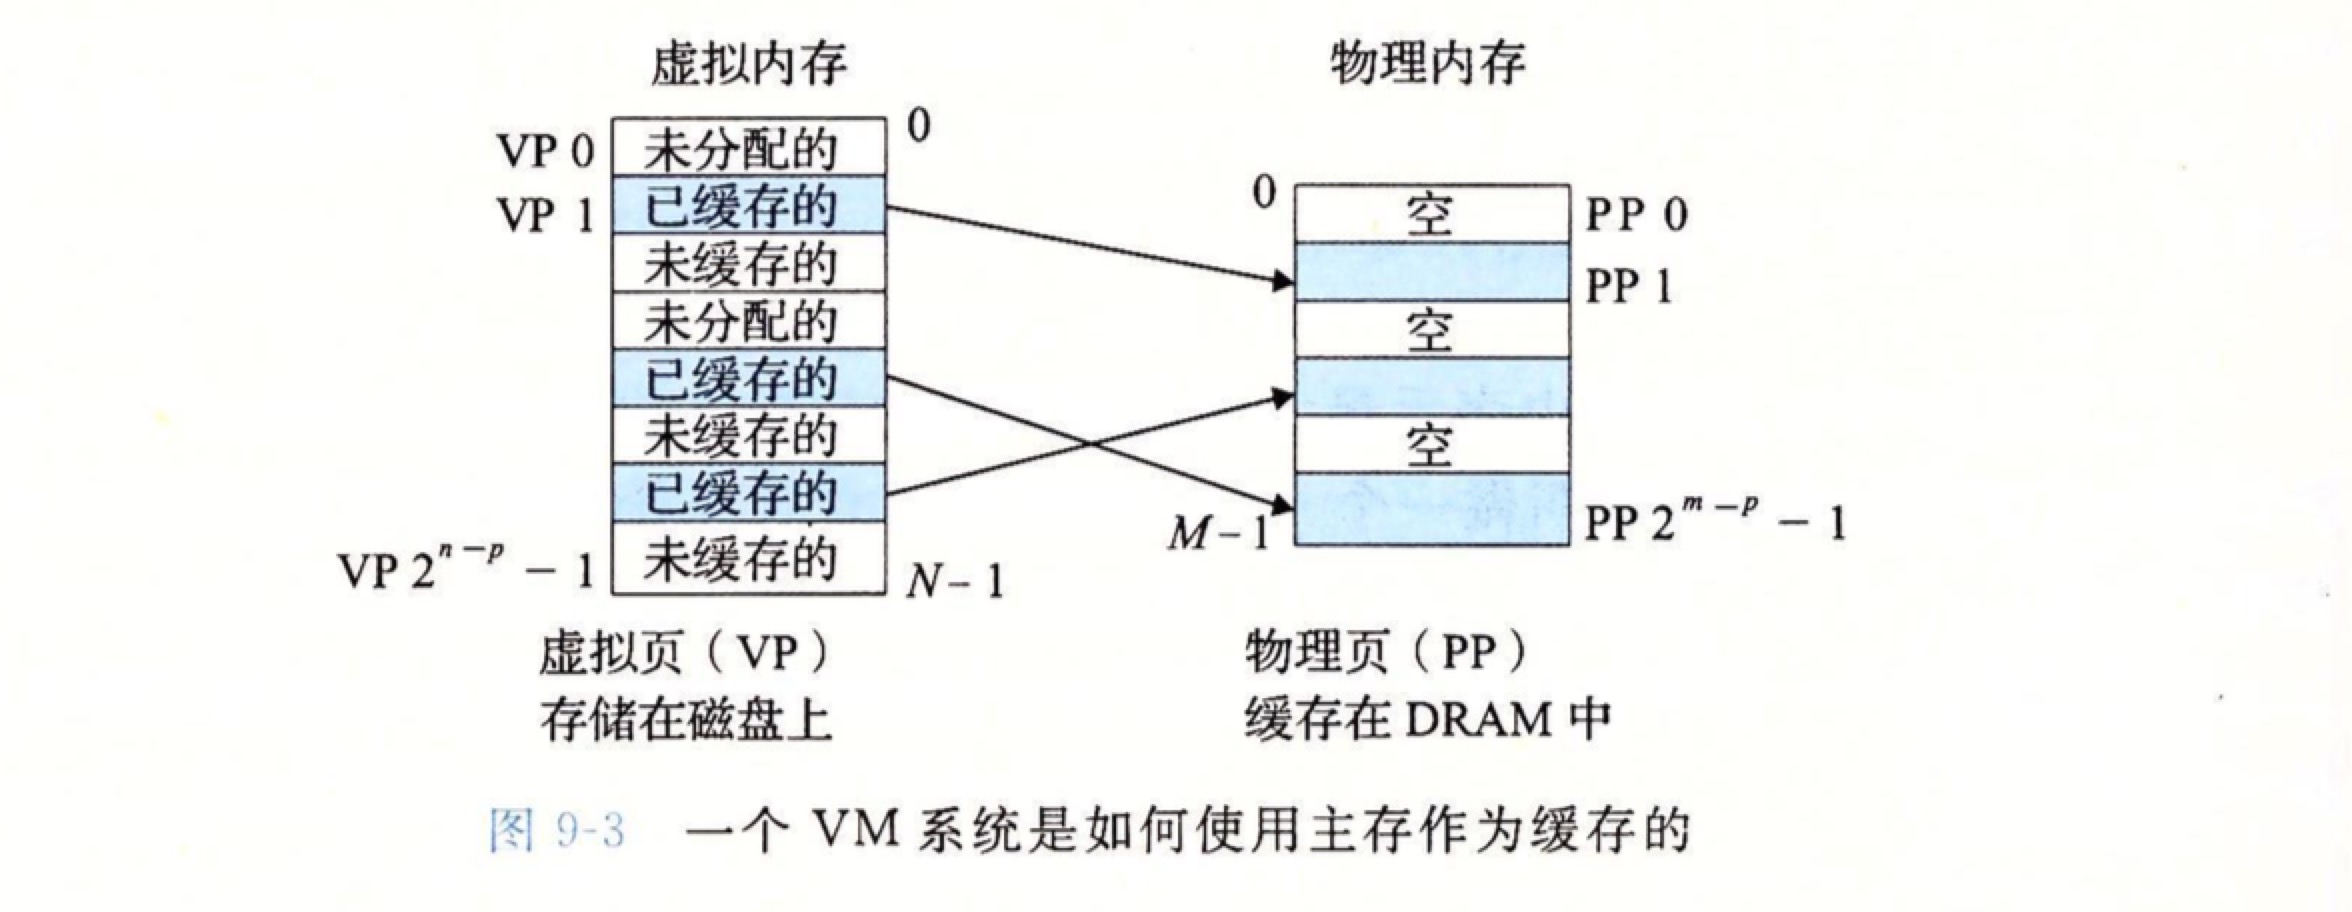 虚拟内存
物理内存
VP 0
未分配的
0
VP 1
已缓存的
未缓存的
未分配的
已缓存的
未缓存的
已缓存的
VP 2^{n-p} - 1
未缓存的
N-1
0
空
PP 0
PP 1
空
空
M-1
PP 2^{m-p} - 1
虚拟页（VP）
存储在磁盘上
物理页（PP）
缓存在 DRAM 中
图 9-3 一个 VM 系统是如何使用主存作为缓存的